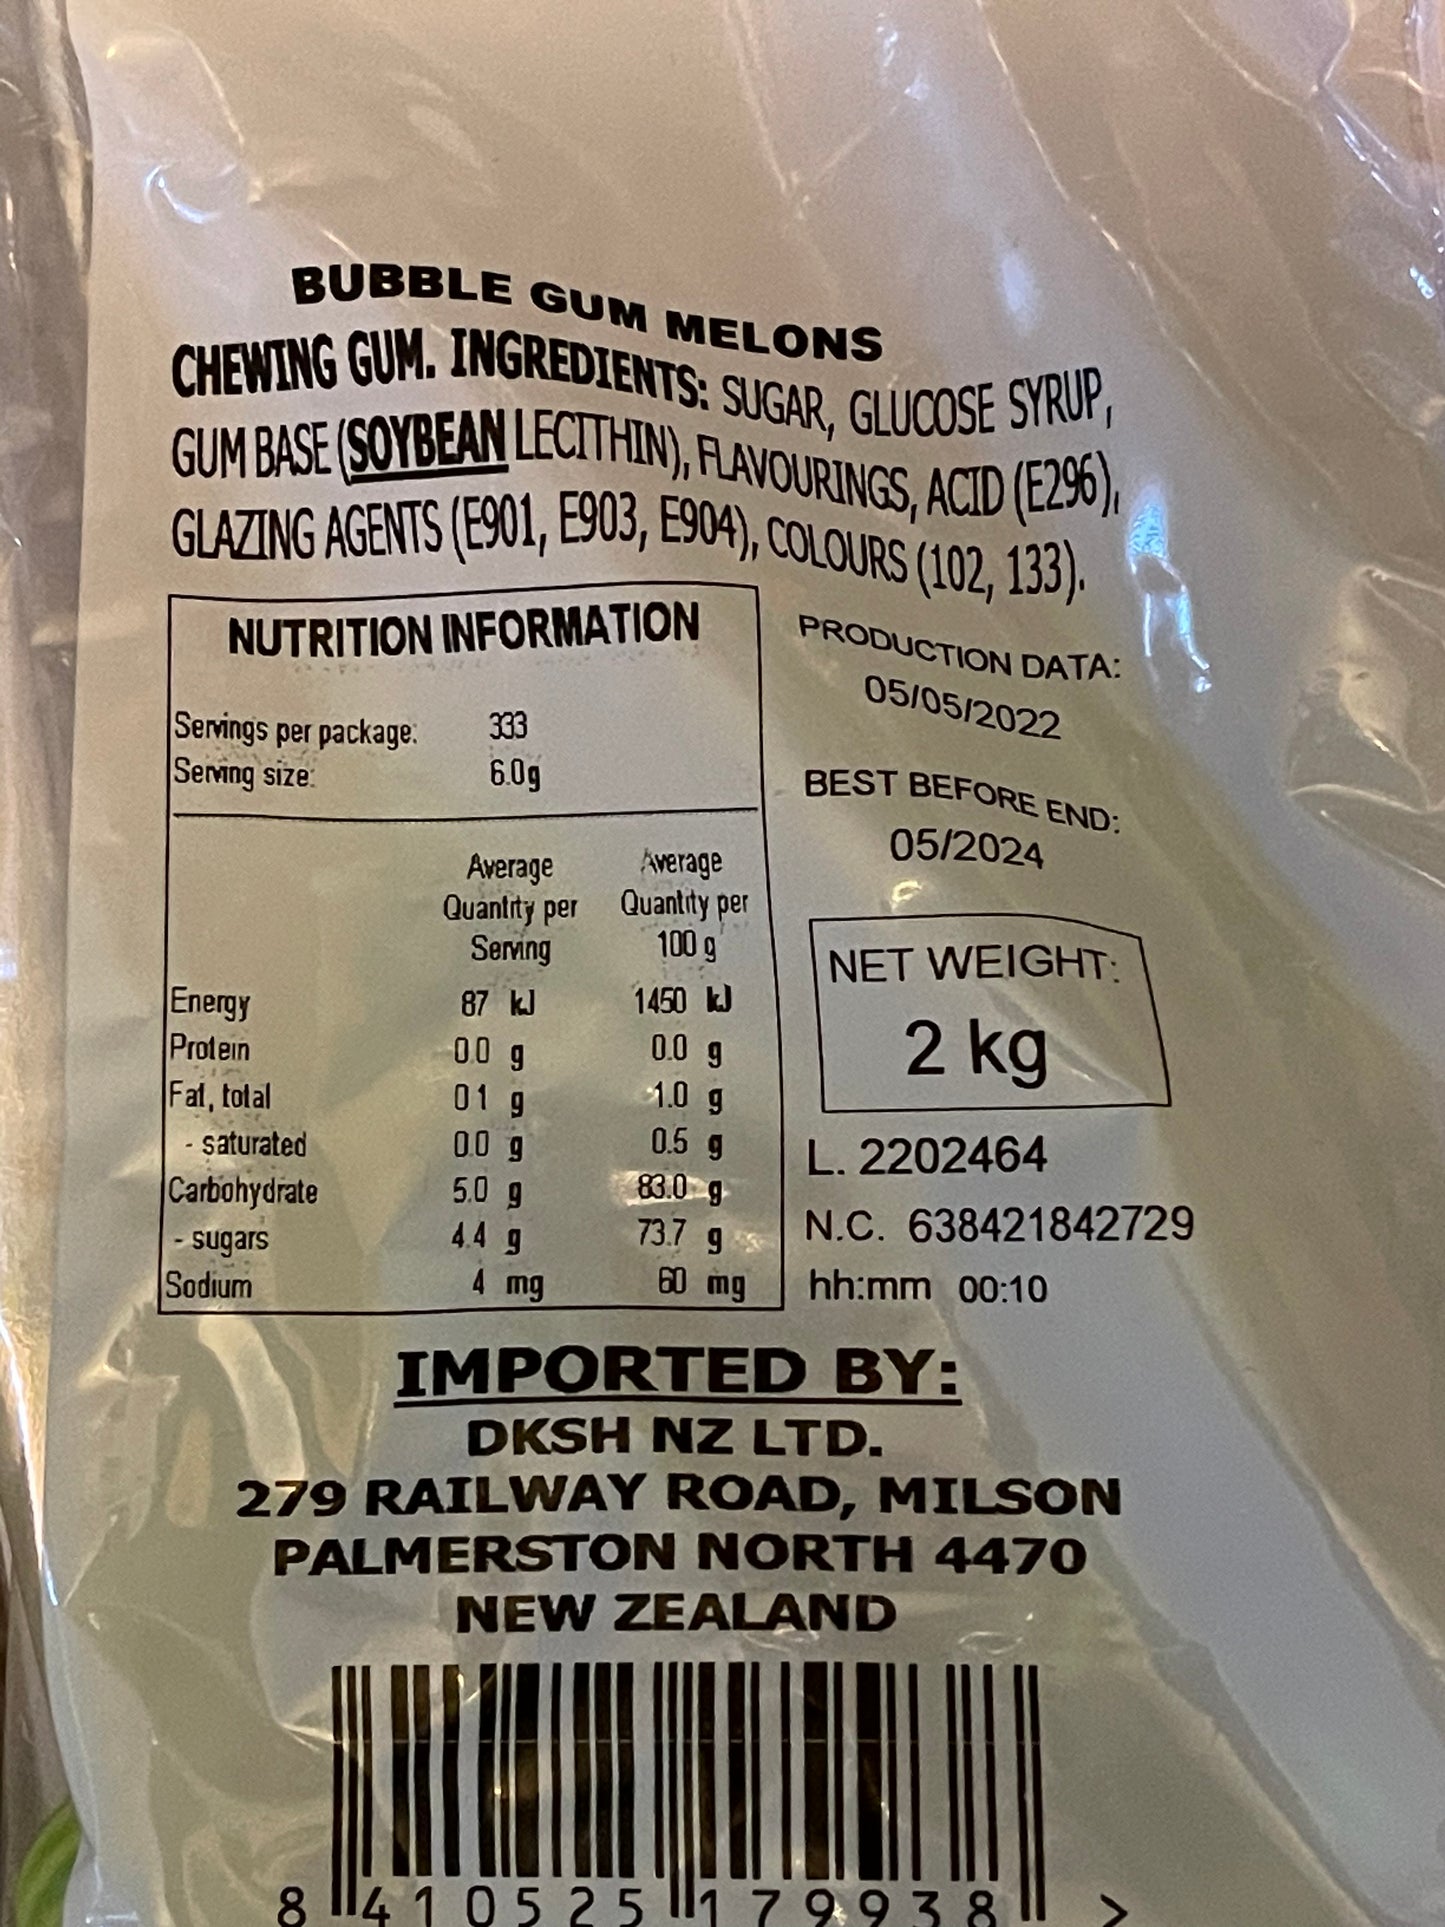 BUBBLE GUM MELONS
CHEWING GUM. INGREDIENTS: SUGAR, GLUCOSE SYRUP,
GUM BASE (SOYBEAN LECITHIN), FLAVOURINGS, ACID (E296),
GLAZING AGENTS (E901, E903, E904), COLOURS (102, 133).
NUTRITION INFORMATION
Servings per package: 333
Serving size: 6.0g
Average Quantity per Serving
Average Quantity per 100 g
Energy 87 kJ 1450 kJ
Protein 0.0 g 0.0 g
Fat, total 0.1 g 1.0 g
- saturated 0.0 g 0.5 g
Carbohydrate 5.0 g 83.0 g
- sugars 4.4 g 73.7 g
Sodium 4 mg 60 mg
PRODUCTION DATA:
05/05/2022
BEST BEFORE END:
05/2024
NET WEIGHT:
2 kg
L. 2202464
N.C. 638421842729
hh:mm 00:10
IMPORTED BY:
DKSH NZ LTD.
279 RAILWAY ROAD, MILSON
PALMERSTON NORTH 4470
NEW ZEALAND
8 410525 179938 >